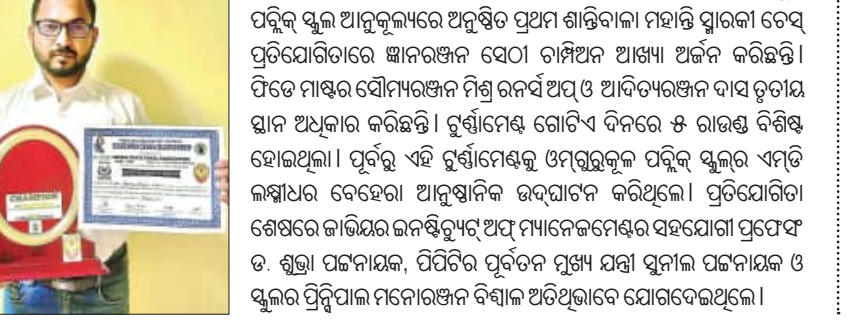 ପବ୍ଲିକ୍ ସ୍କୁଲ ଆନୁକୂଲ୍ୟରେ ଅନୁଷ୍ଠିତ ପ୍ରଥମ ଶାନ୍ତିବାଳା ମହାନ୍ତି ସ୍ମାରକୀ ଚେସ୍
ପ୍ରତିଯୋଗିତାରେ ଜ୍ଞାନରଞ୍ଜନ ସେଠୀ ଚାମ୍ପିଅନ ଆଖ୍ୟା ଅର୍ଜନ କରିଛନ୍ତି।
ଫିଡେ ମାଷ୍ଟର ସୌମ୍ୟରଞ୍ଜନ ମିଶ୍ର ରନର୍ସ ଅପ୍ ଓ ଆଦିତ୍ୟରଞ୍ଜନ ଦାସ ତୃତୀୟ
ସ୍ଥାନ ଅଧିକାର କରିଛନ୍ତି। ଟୁର୍ଣ୍ଣାମେଣ୍ଟ ଗୋଟିଏ ଦିନରେ ୫ ରାଉଣ୍ଡ ବିଶିଷ୍ଟ
ହୋଇଥିଲା। ପୂର୍ବରୁ ଏହି ଟୁର୍ଣ୍ଣାମେଣ୍ଟକୁ ଓମ୍‌ଗୁରୁକୂଳ ପବ୍ଲିକ୍ ସ୍କୁଲ୍‌ର ଏମ୍‌ଡି
ଲକ୍ଷ୍ମୀଧର ବେହେରା ଆନୁଷ୍ଠାନିକ ଉଦ୍‌ଘାଟନ କରିଥିଲେ। ପ୍ରତିଯୋଗିତା
ଶେଷରେ ଜାଭିୟର ଇନଷ୍ଟିଚ୍ୟୁଟ୍ ଅଫ୍ ମ୍ୟାନେଜମେଣ୍ଟର ସହଯୋଗୀ ପ୍ରଫେସଂ
ଡ. ଶୁଭ୍ରା ପଟ୍ଟନାୟକ, ପିପିଟିର ପୂର୍ବତନ ମୁଖ୍ୟ ଯନ୍ତ୍ରୀ ସୁନୀଲ ପଟ୍ଟନାୟକ ଓ
ସ୍କୁଲର ପ୍ରିନ୍ସିପାଲ ମନୋରଞ୍ଜନ ବିଶ୍ଵାଳ ଅତିଥିଭାବେ ଯୋଗଦେଇଥିଲେ।
CHAMPION